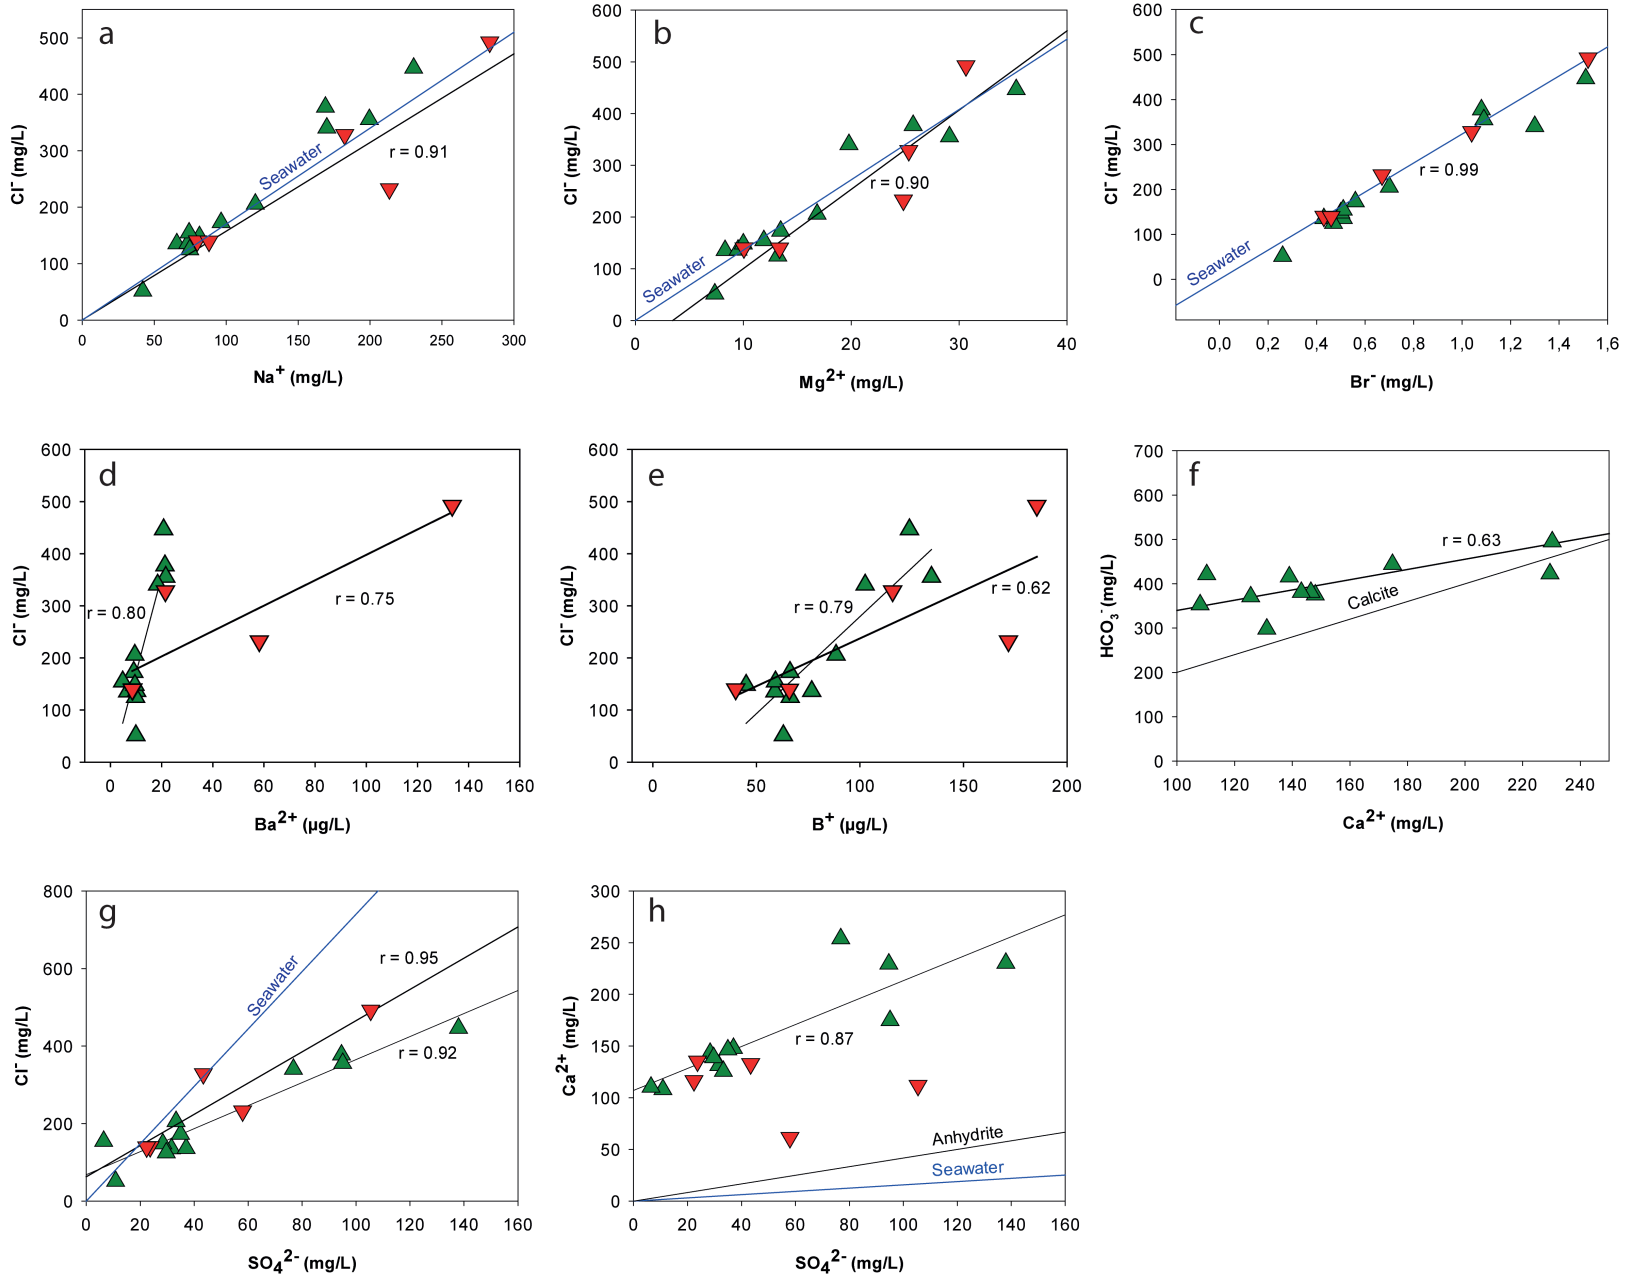 a
Cl⁻ (mg/L)
500
400
300
200
100
0
Seawater
r = 0.91
0 50 100 150 200 250 300
Na⁺ (mg/L)
b
Cl⁻ (mg/L)
600
500
400
300
200
100
0
Seawater
r = 0.90
0 10 20 30 40
Mg²⁺ (mg/L)
c
Cl⁻ (mg/L)
600
500
400
300
200
100
0
Seawater
r = 0.99
0,0 0,2 0,4 0,6 0,8 1,0 1,2 1,4 1,6
Br⁻ (mg/L)
d
Cl⁻ (mg/L)
600
500
400
300
200
100
0
r = 0.80
r = 0.75
0 20 40 60 80 100 120 140 160
Ba²⁺ (µg/L)
e
Cl⁻ (mg/L)
600
500
400
300
200
100
0
r = 0.79
r = 0.62
0 50 100 150 200
B⁺ (µg/L)
f
HCO₃⁻ (mg/L)
700
600
500
400
300
200
100
0
r = 0.63
Calcite
100 120 140 160 180 200 220 240
Ca²⁺ (mg/L)
g
Cl⁻ (mg/L)
800
600
400
200
0
Seawater
r = 0.95
r = 0.92
0 20 40 60 80 100 120 140 160
SO₄²⁻ (mg/L)
h
Ca²⁺ (mg/L)
300
250
200
150
100
50
0
r = 0.87
Anhydrite
Seawater
0 20 40 60 80 100 120 140 160
SO₄²⁻ (mg/L)